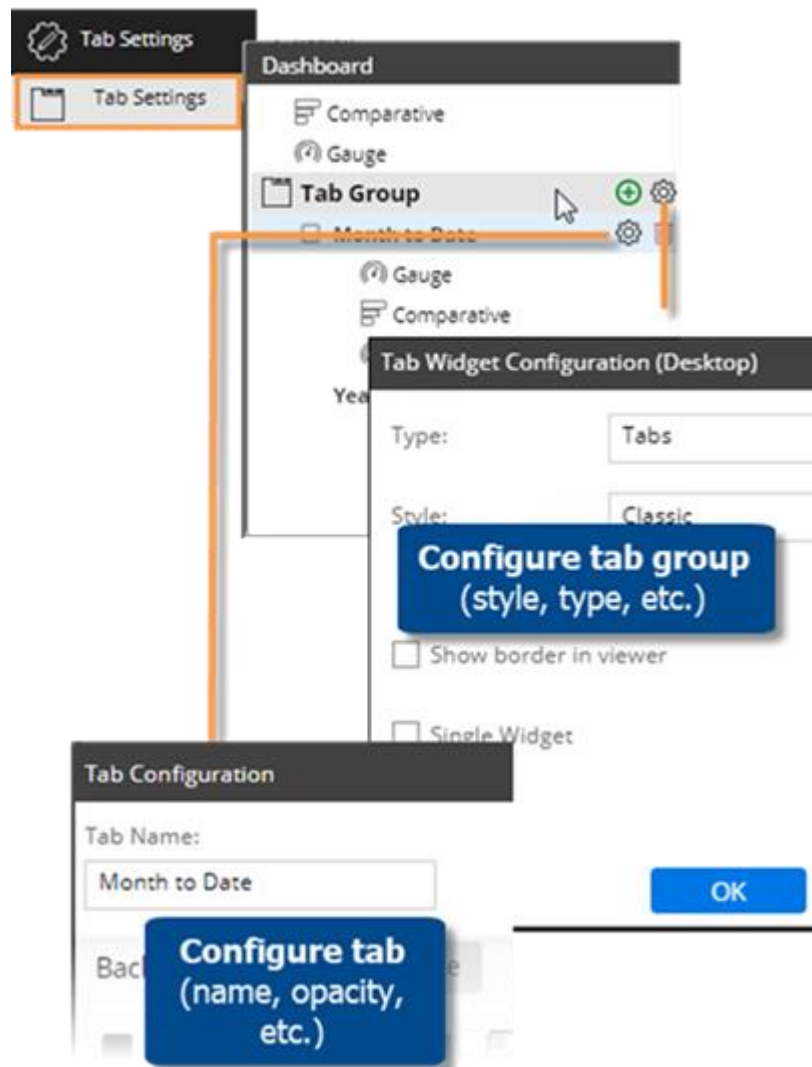 Tab Settings
Tab Settings
Dashboard
Comparative
Gauge
Tab Group
Month to Date
Gauge
Comparative
Tab Widget Configuration (Desktop)
Type:
Tabs
Style:
Classic
Configure tab group
(style, type, etc.)
Show border in viewer
Single Widget
Tab Configuration
Tab Name:
Month to Date
OK
Configure tab
(name, opacity,
etc.)